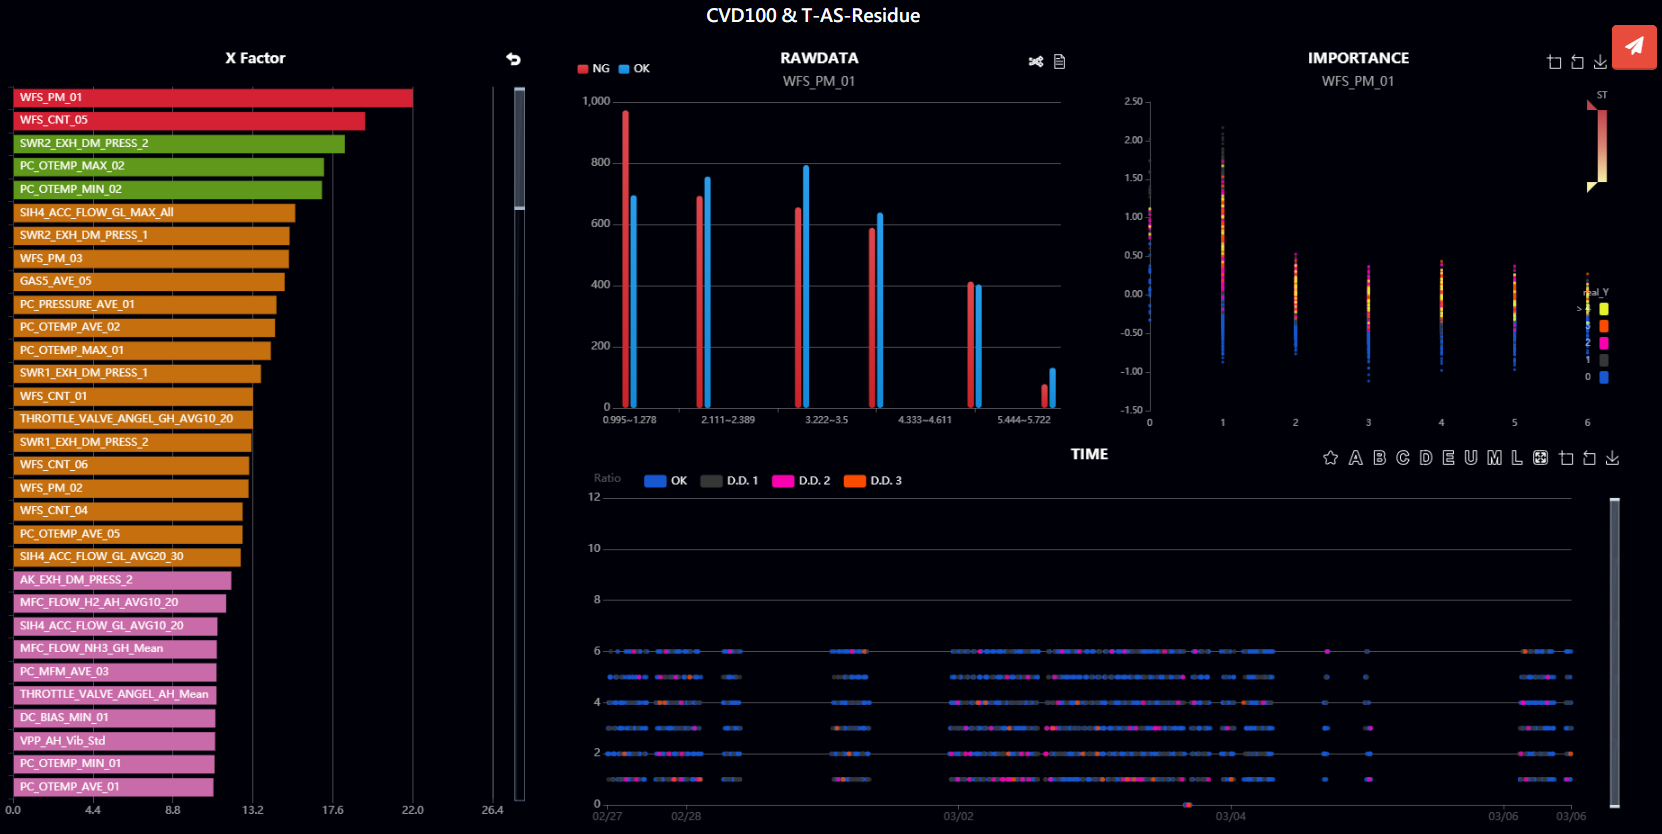 CVD100 & T-AS-Residue
X Factor
WFS_PM_01
WFS_CNT_05
SWR2_EXH_DM_PRESS_2
PC_OTEMP_MAX_02
PC_OTEMP_MIN_02
SIH4_ACC_FLOW_GL_MAX_All
SWR2_EXH_DM_PRESS_1
WFS_PM_03
GAS5_AVE_05
PC_PRESSURE_AVE_01
PC_OTEMP_AVE_02
PC_OTEMP_MAX_01
SWR1_EXH_DM_PRESS_1
WFS_CNT_01
THROTTLE_VALVE_ANGEL_GH_AVG10_20
SWR1_EXH_DM_PRESS_2
WFS_CNT_06
WFS_PM_02
WFS_CNT_04
PC_OTEMP_AVE_05
SIH4_ACC_FLOW_GL_AVG20_30
AK_EXH_DM_PRESS_2
MFC_FLOW_H2_AH_AVG10_20
SIH4_ACC_FLOW_GL_AVG10_20
MFC_FLOW_NH3_GH_Mean
PC_MFM_AVE_03
THROTTLE_VALVE_ANGEL_AH_Mean
DC_BIAS_MIN_01
VPP_AH_Vib_Std
PC_OTEMP_MIN_01
PC_OTEMP_AVE_01
0.0 4.4 8.8 13.2 17.6 22.0 26.4
RAWDATA
WFS_PM_01
NG OK
1,000
800
600
400
200
0
0.995~1.278 2.111~2.389 3.222~3.5 4.333~4.611 5.444~5.722
IMPORTANCE
WFS_PM_01
ST
2.50
2.00
1.50
1.00
0.50
0.00
-0.50
-1.00
-1.50
0 1 2 3 4 5 6
real_Y
3
2
1
0
TIME
A B C D E U M L
Ratio
OK D.D. 1 D.D. 2 D.D. 3
12
10
8
6
4
2
0
02/27 02/28 03/02 03/04 03/06 03/06